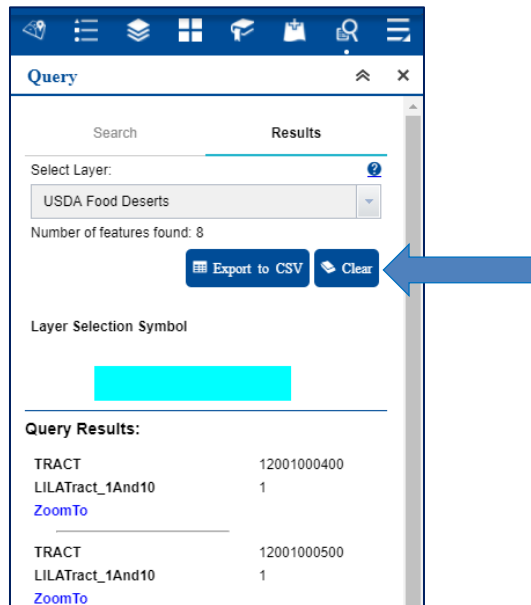 Query
Search Results
Select Layer: ?
USDA Food Deserts
Number of features found: 8
Export to CSV Clear
Layer Selection Symbol
Query Results:
TRACT 12001000400
LILATract_1And10 1
ZoomTo
TRACT 12001000500
LILATract_1And10 1
ZoomTo